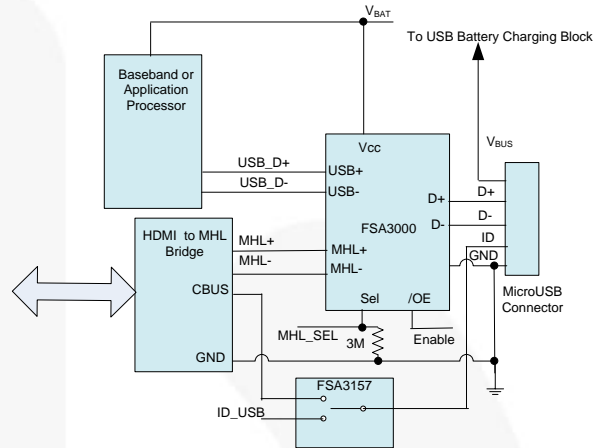 VBAT
To USB Battery Charging Block
Baseband or
Application
Processor
Vcc
VBUS
USB_D+
USB+
USB_D-
USB-
D+
D+
D-
D-
FSA3000
HDMI to MHL
Bridge
MHL+
MHL+
MHL-
MHL-
ID
GND
CBUS
MicroUSB
Connector
Sel
/OE
MHL_SEL
3M
Enable
GND
FSA3157
ID_USB